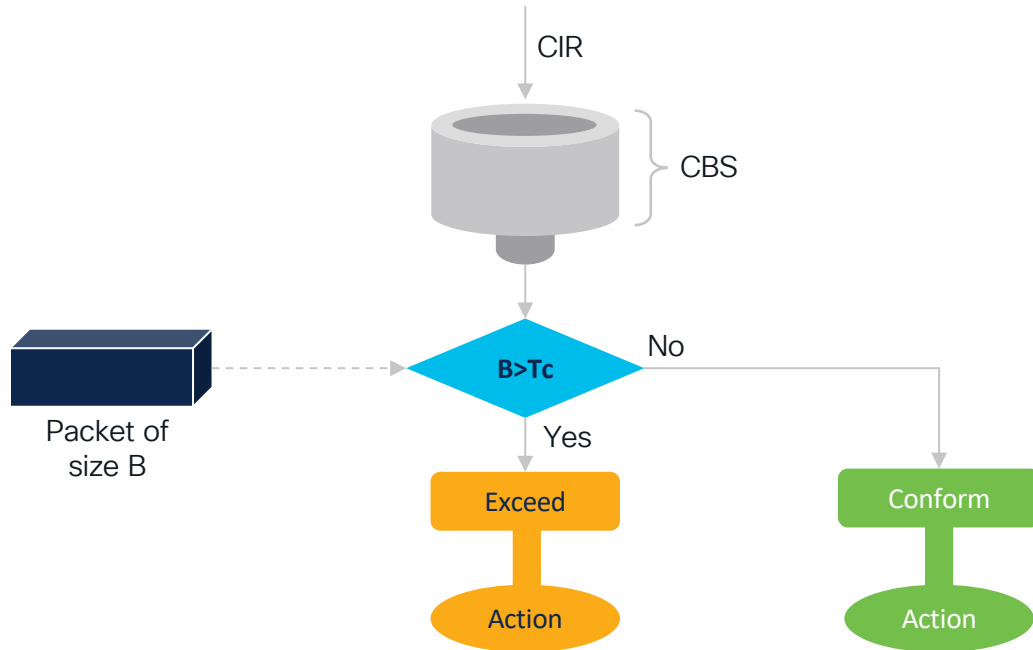 CIR
CBS
B>Tc
No
Packet of
size B
Yes
Exceed
Conform
Action
Action